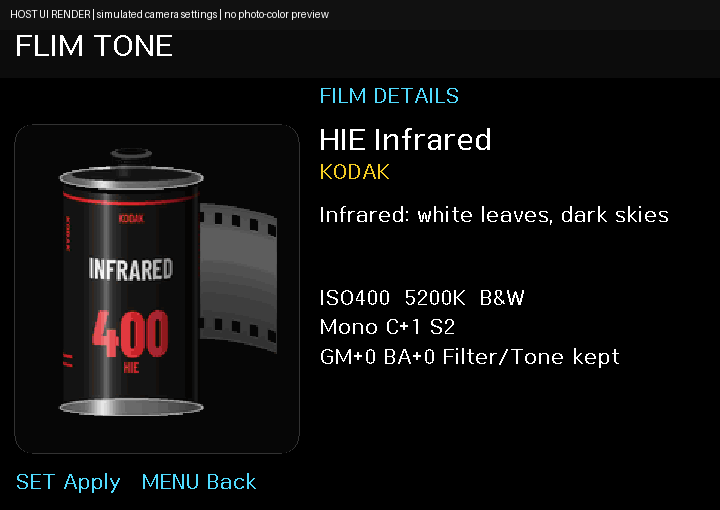 HOST UI RENDER | simulated camera settings | no photo-color preview
FLIM TONE
FILM DETAILS
HIE Infrared
KODAK
Infrared: white leaves, dark skies
ISO400 5200K B&W
Mono C+1 S2
GM+0 BA+0 Filter/Tone kept
KODAK
KODAK
INFRARED
400
HIE
SET Apply MENU Back